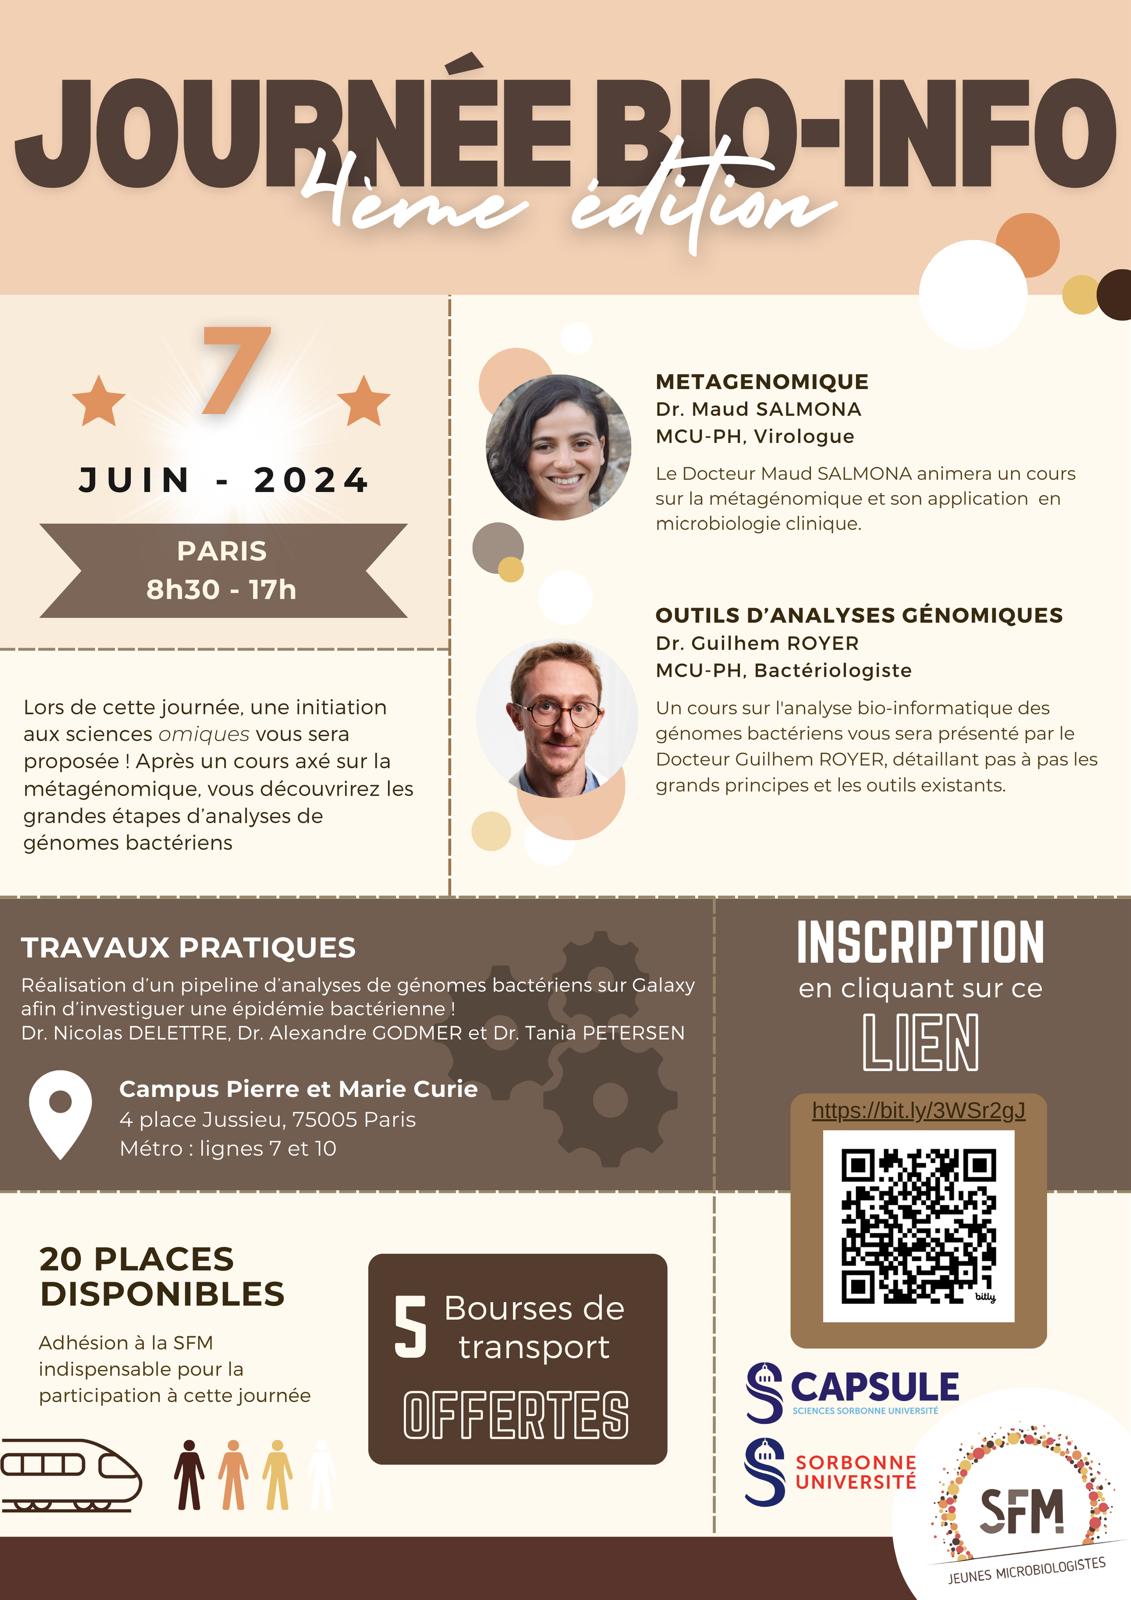 JOURNÉE BIO-INFO
4ème édition
7
JUIN - 2024
PARIS
8h30 - 17h
Lors de cette journée, une initiation
aux sciences omiques vous sera
proposée ! Après un cours axé sur la
métagénomique, vous découvrirez les
grandes étapes d’analyses de
génomes bactériens
METAGENOMIQUE
Dr. Maud SALMONA
MCU-PH, Virologue
Le Docteur Maud SALMONA animera un cours
sur la métagénomique et son application en
microbiologie clinique.
OUTILS D’ANALYSES GÉNOMIQUES
Dr. Guilhem ROYER
MCU-PH, Bactériologiste
Un cours sur l'analyse bio-informatique des
génomes bactériens vous sera présenté par le
Docteur Guilhem ROYER, détaillant pas à pas les
grands principes et les outils existants.
TRAVAUX PRATIQUES
Réalisation d’un pipeline d’analyses de génomes bactériens sur Galaxy
afin d’investiguer une épidémie bactérienne !
Dr. Nicolas DELETTRE, Dr. Alexandre GODMER et Dr. Tania PETERSEN
Campus Pierre et Marie Curie
4 place Jussieu, 75005 Paris
Métro : lignes 7 et 10
INSCRIPTION
en cliquant sur ce
LIEN
https://bit.ly/3WSr2gJ
bitly
20 PLACES
DISPONIBLES
Adhésion à la SFM
indispensable pour la
participation à cette journée
5 Bourses de
transport
OFFERTES
CAPSULE
SCIENCES SORBONNE UNIVERSITÉ
SORBONNE
UNIVERSITÉ
SFM
JEUNES MICROBIOLOGISTES